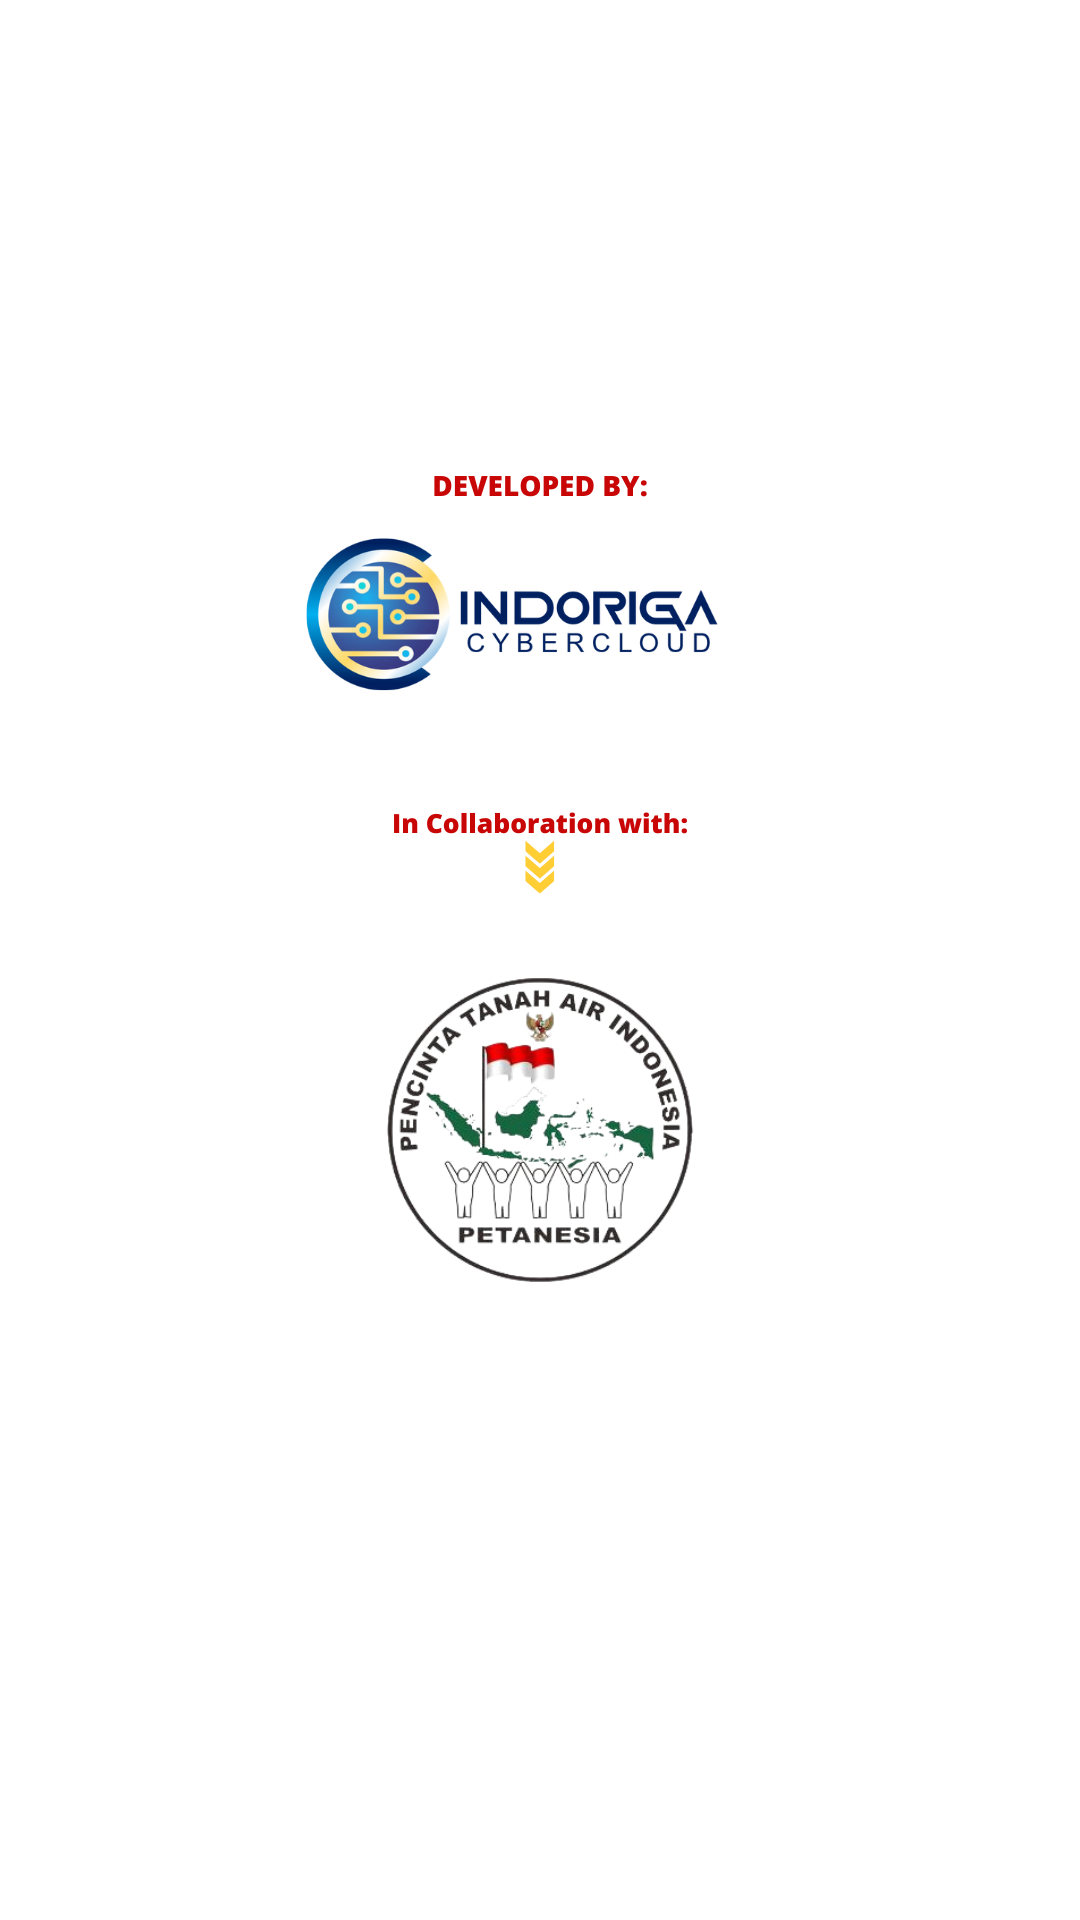 DEVELOPED BY:
INDORIGA
CYBERCLOUD
In Collaboration with:
PENCINTA TANAH AIR INDONESIA
PETANESIA